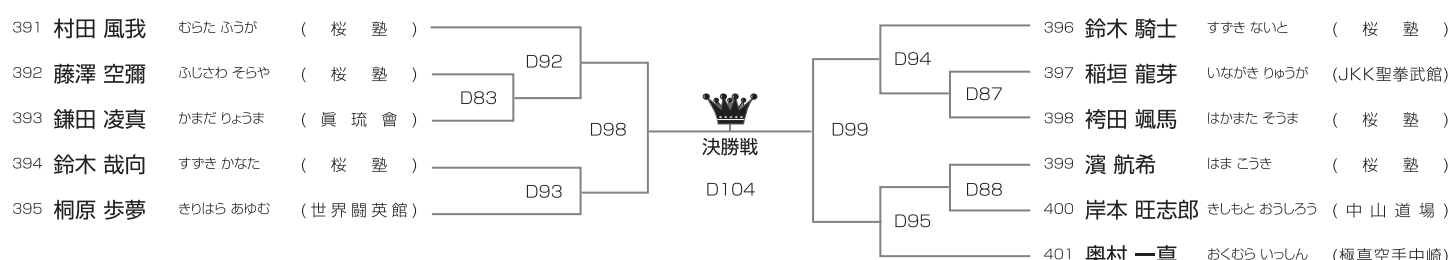 391 村田 風我 むらた ふうが ( 桜 塾 )
392 藤澤 空彌 ふじさわ そらや ( 桜 塾 )
393 鎌田 凌真 かまだ りょうま ( 眞 琉 會 )
394 鈴木 哉向 すずき かなた ( 桜 塾 )
395 桐原 歩夢 きりはら あゆむ (世界闘英館)
D92
D83
D98
D93
決勝戦
D104
D94
D87
D99
D88
D95
396 鈴木 騎士 すずき ないと ( 桜 塾 )
397 稲垣 龍芽 いながき りゅうが (JKK聖拳武館)
398 袴田 颯馬 はかまた そうま ( 桜 塾 )
399 濱 航希 はま こうき ( 桜 塾 )
400 岸本 旺志郎 きしもと おうしろう ( 中 山 道 場 )
401 奥村 一真 おくむら いっしん (極真空手中崎)